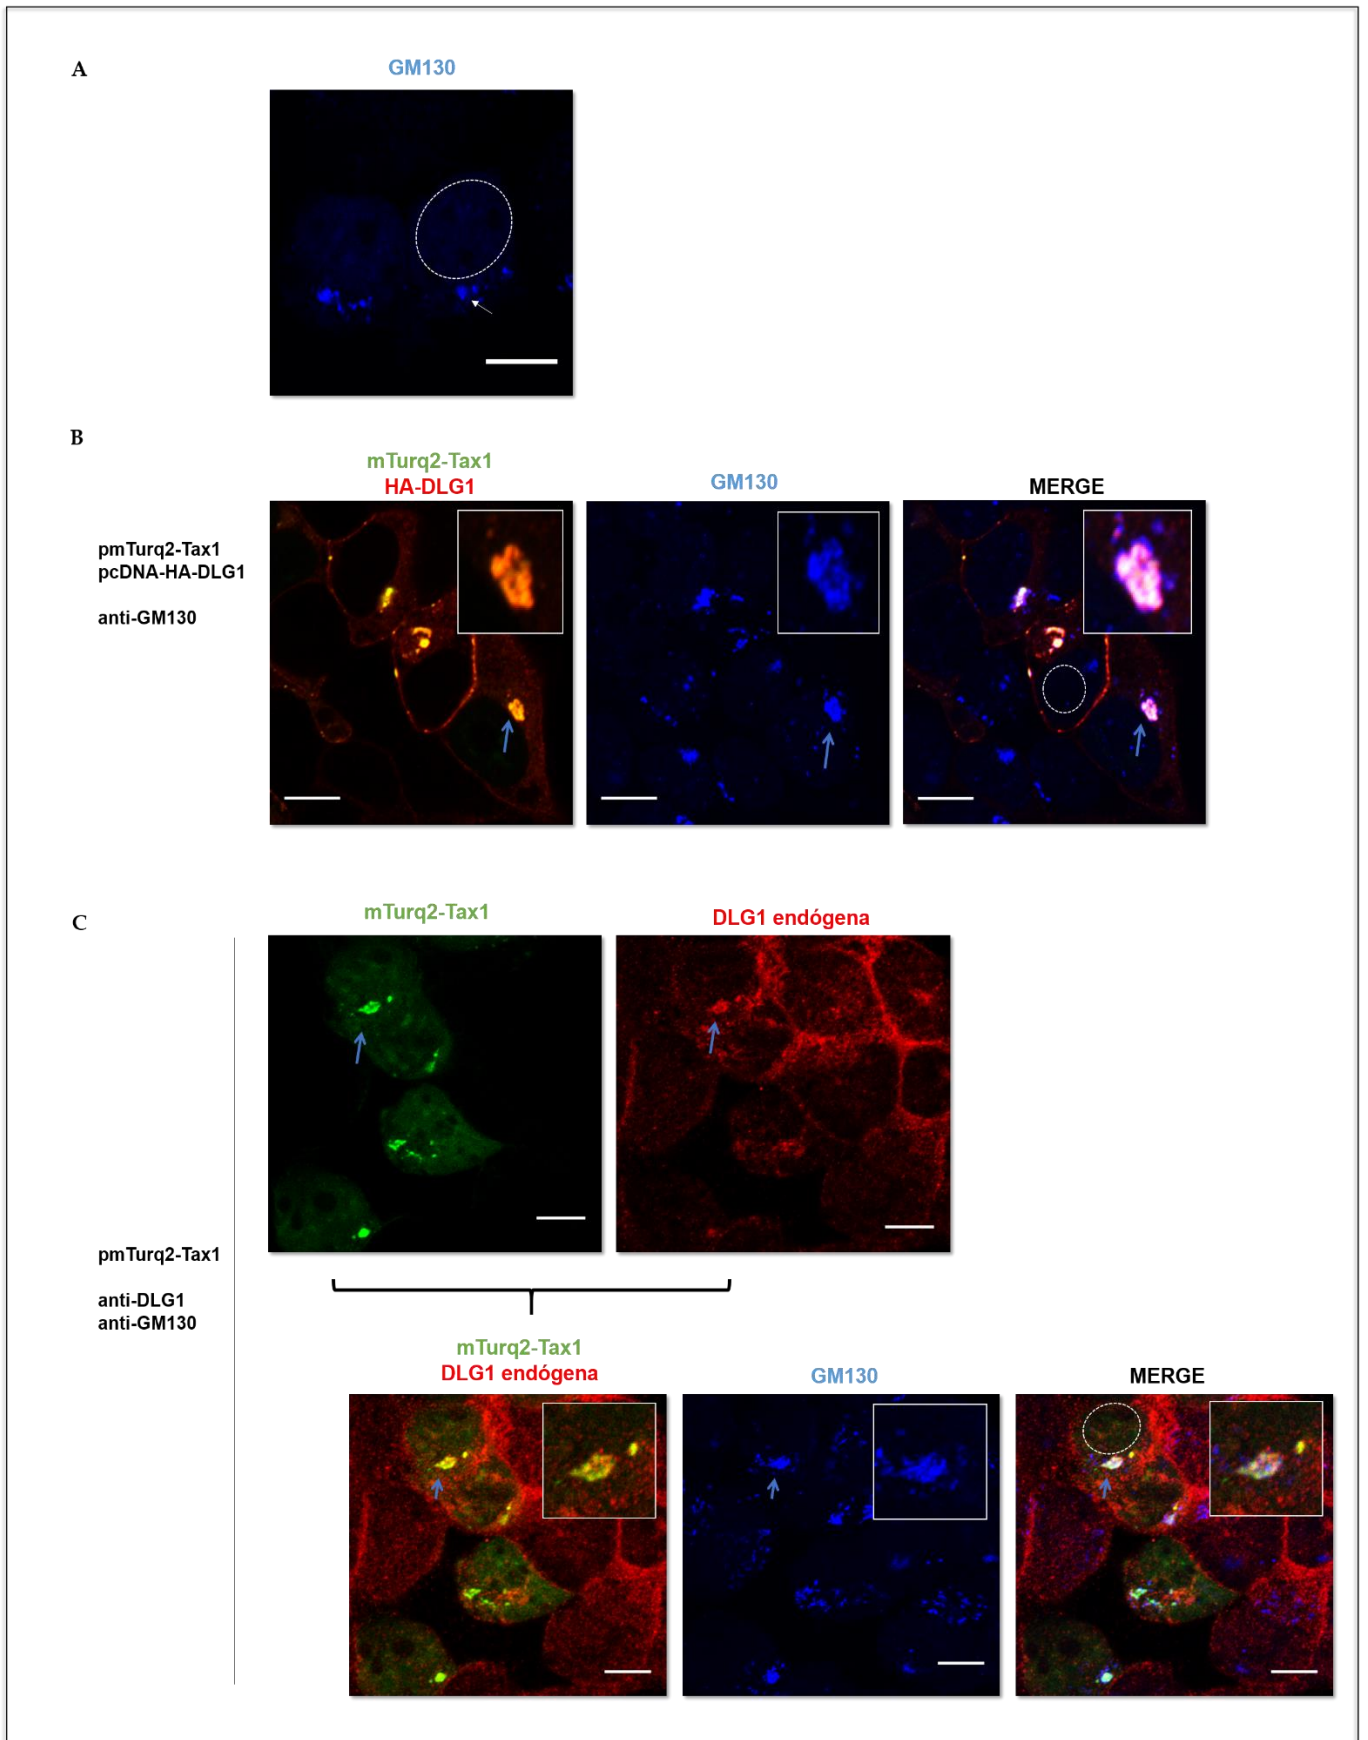 A
GM130
B
mTurq2-Tax1
HA-DLG1
GM130
MERGE
pmTurq2-Tax1
pcDNA-HA-DLG1
anti-GM130
C
mTurq2-Tax1
DLG1 endógena
pmTurq2-Tax1
anti-DLG1
anti-GM130
mTurq2-Tax1
DLG1 endógena
GM130
MERGE